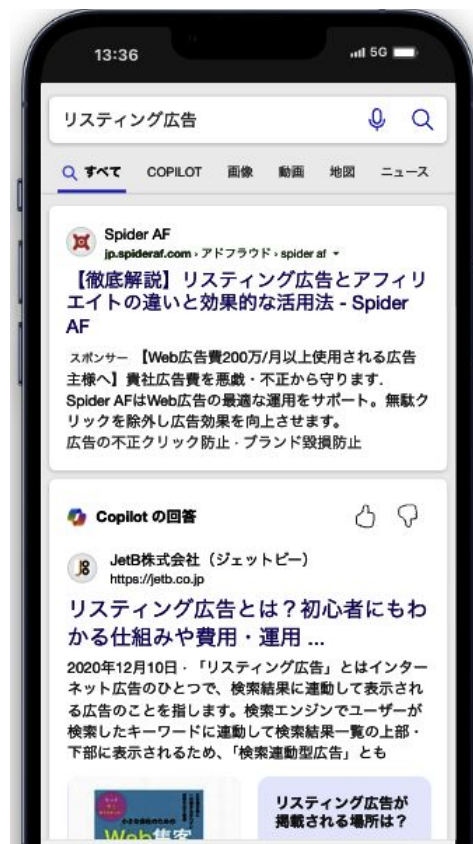 13:36
5G
リスティング広告
すべて COPILOT 画像 動画 地図 ニュース
Spider AF
jp.spideraf.com › アドフラウド › spider af
【徹底解説】リスティング広告とアフィリ
エイトの違いと効果的な活用法 - Spider
AF
スポンサー 【Web広告費200万/月以上使用される広告
主様へ】貴社広告費を悪戯・不正から守ります.
Spider AFはWeb広告の最適な運用をサポート。無駄ク
リックを除外し広告効果を向上させます。
広告の不正クリック防止 · ブランド毀損防止
Copilot の回答
JetB株式会社（ジェットビー）
https://jetb.co.jp
リスティング広告とは？初心者にもわ
かる仕組みや費用・運用 ...
2020年12月10日 · 「リスティング広告」とはインター
ネット広告のひとつで、検索結果に連動して表示され
る広告のことを指します。検索エンジンでユーザーが
検索したキーワードに連動して検索結果一覧の上部・
下部に表示されるため、「検索連動型広告」とも
Web集客
リスティング広告が
掲載される場所は？